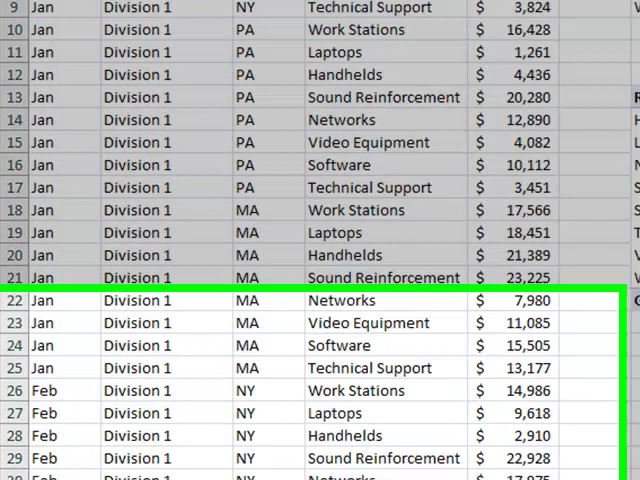 9 Jan Division 1 NY Technical Support $ 3,824
10 Jan Division 1 PA Work Stations $ 16,428
11 Jan Division 1 PA Laptops $ 1,261
12 Jan Division 1 PA Handhelds $ 4,436
13 Jan Division 1 PA Sound Reinforcement $ 20,280
14 Jan Division 1 PA Networks $ 12,890
15 Jan Division 1 PA Video Equipment $ 4,082
16 Jan Division 1 PA Software $ 10,112
17 Jan Division 1 PA Technical Support $ 3,451
18 Jan Division 1 MA Work Stations $ 17,566
19 Jan Division 1 MA Laptops $ 18,451
20 Jan Division 1 MA Handhelds $ 21,389
21 Jan Division 1 MA Sound Reinforcement $ 23,225
22 Jan Division 1 MA Networks $ 7,980
23 Jan Division 1 MA Video Equipment $ 11,085
24 Jan Division 1 MA Software $ 15,505
25 Jan Division 1 MA Technical Support $ 13,177
26 Feb Division 1 NY Work Stations $ 14,986
27 Feb Division 1 NY Laptops $ 9,618
28 Feb Division 1 NY Handhelds $ 2,910
29 Feb Division 1 NY Sound Reinforcement $ 22,928
30 Feb Division 1 NY Networks $ 17,975